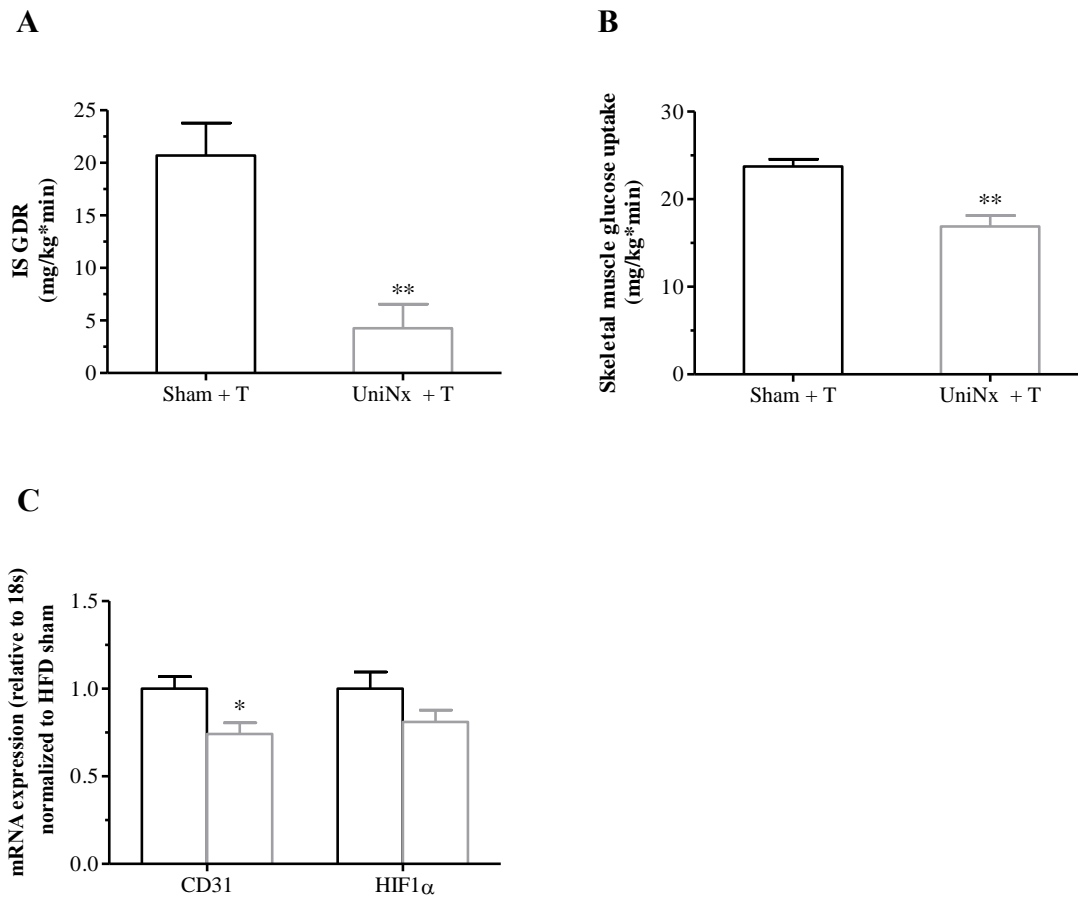 A
IS GDR
(mg/kg*min)
25
20
15
10
5
0
**
Sham + T
UniNx + T
B
Skeletal muscle glucose uptake
(mg/kg*min)
30
20
10
0
**
Sham + T
UniNx + T
C
mRNA expression (relative to 18s)
normalized to HFD sham
1.5
1.0
0.5
0.0
*
CD31
HIF1α